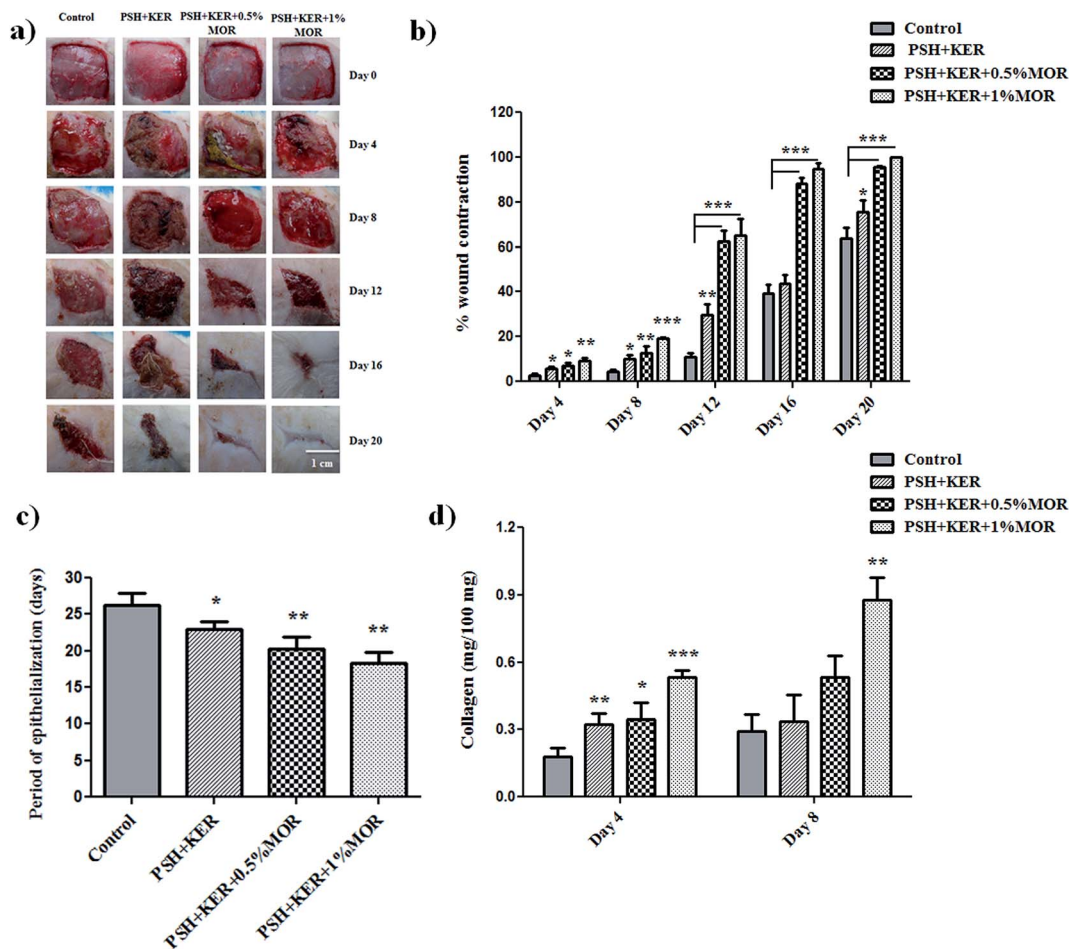 a)
Control PSH+KER PSH+KER+0.5% MOR PSH+KER+1% MOR
Day 0
Day 4
Day 8
Day 12
Day 16
Day 20
1 cm
b)
Control
PSH+KER
PSH+KER+0.5%MOR
PSH+KER+1%MOR
% wound contraction
120
100
80
60
40
20
0
* * **
* ** ***
** ***
***
* ***
Day 4 Day 8 Day 12 Day 16 Day 20
c)
Period of epithelialization (days)
30
25
20
15
10
5
0
* ** **
Control PSH+KER PSH+KER+0.5%MOR PSH+KER+1%MOR
d)
Control
PSH+KER
PSH+KER+0.5%MOR
PSH+KER+1%MOR
Collagen (mg/100 mg)
1.2
0.9
0.6
0.3
0.0
** * ***
**
Day 4 Day 8